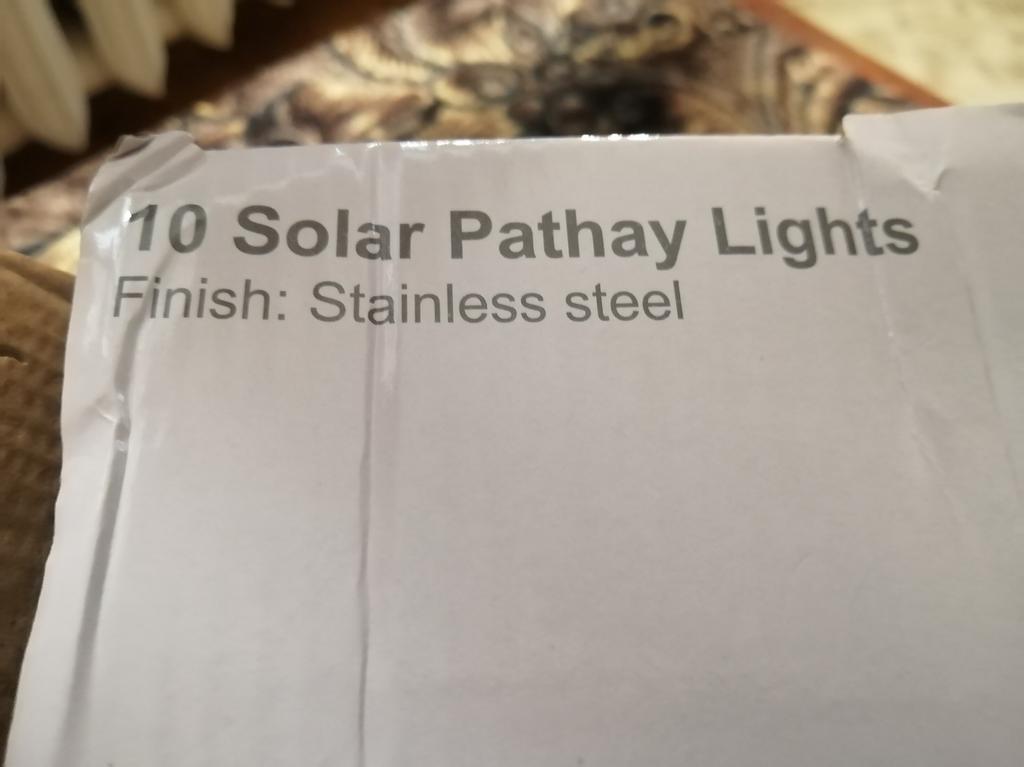 10 Solar Pathay Lights
Finish: Stainless steel